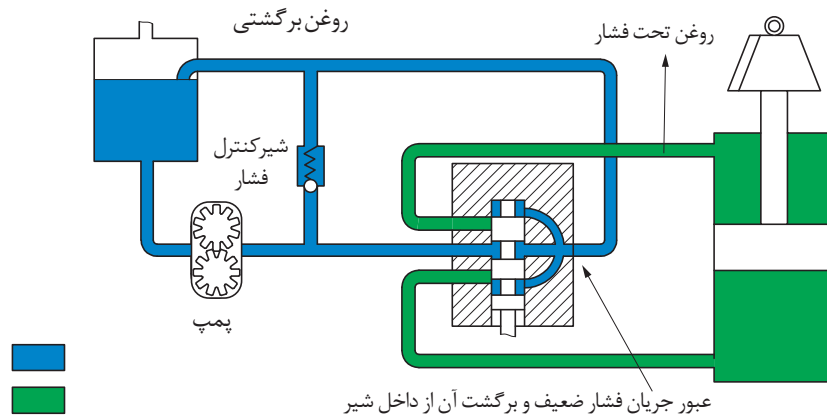 روغن برگشتی
روغن تحت فشار
شیرکنترل
فشار
پمپ
عبور جریان فشار ضعیف و برگشت آن از داخل شیر